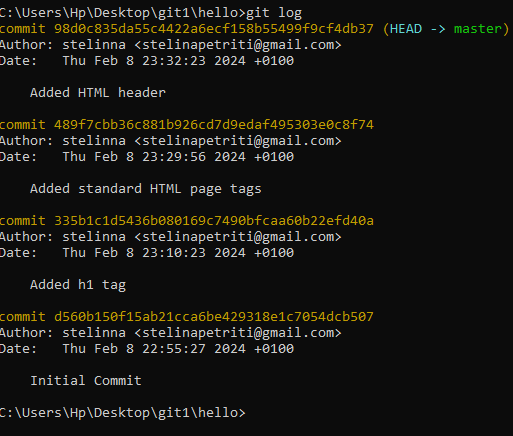 C:\Users\Hp\Desktop\git1\hello>git log
commit 98d0c835da55c4422a6ecf158b55499f9cf4db37 (HEAD -> master)
Author: stelinna <stelinapetriti@gmail.com>
Date:   Thu Feb 8 23:32:23 2024 +0100
    Added HTML header
commit 489f7cbb36c881b926cd7d9edaf495303e0c8f74
Author: stelinna <stelinapetriti@gmail.com>
Date:   Thu Feb 8 23:29:56 2024 +0100
    Added standard HTML page tags
commit 335b1c1d5436b080169c7490bfcaa60b22efd40a
Author: stelinna <stelinapetriti@gmail.com>
Date:   Thu Feb 8 23:10:23 2024 +0100
    Added h1 tag
commit d560b150f15ab21cca6be429318e1c7054dcb507
Author: stelinna <stelinapetriti@gmail.com>
Date:   Thu Feb 8 22:55:27 2024 +0100
    Initial Commit
C:\Users\Hp\Desktop\git1\hello>